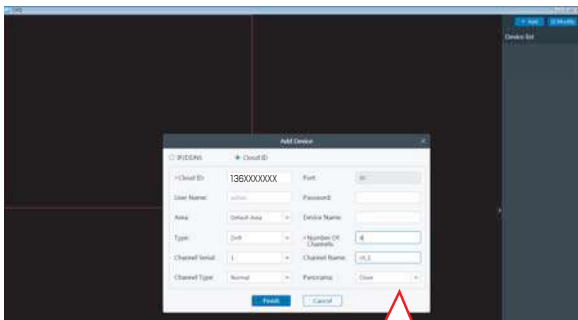 + Add Modify
Device list
Add Device
IP/DDNS Cloud ID
*Cloud ID: 136XXXXXXX Port: 80
User Name: admin Password:
Area: Default Area Device Name:
Type: DVR *Number Of Channels: 4
Channel Serial: 1 Channel Name: ch_1
Channel Type: Normal Panorama: Close
Finish Cancel